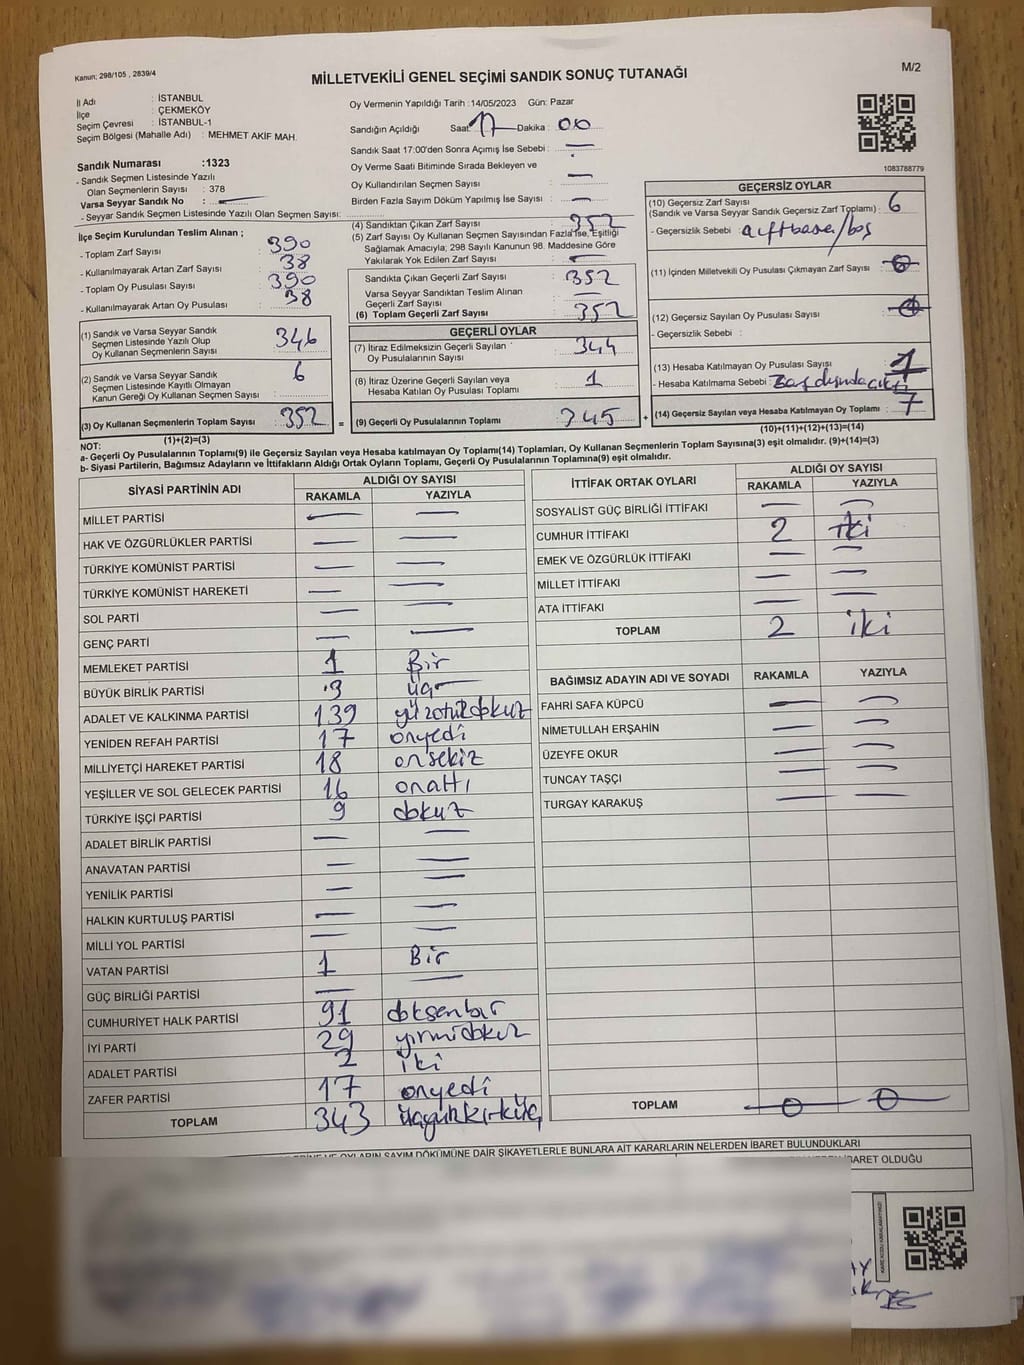 Kanun: 298/105 , 2839/4
MİLLETVEKİLİ GENEL SEÇİMİ SANDIK SONUÇ TUTANAĞI
M/2
İl Adı : İSTANBUL
İlçe : ÇEKMEKÖY
Seçim Çevresi : İSTANBUL-1
Seçim Bölgesi (Mahalle Adı) : MEHMET AKİF MAH.
Sandık Numarası :1323
- Sandık Seçmen Listesinde Yazılı
Olan Seçmenlerin Sayısı : 378
Varsa Seyyar Sandık No : —
- Seyyar Sandık Seçmen Listesinde Yazılı Olan Seçmen Sayısı:
Oy Vermenin Yapıldığı Tarih :14/05/2023 Gün: Pazar
Sandığın Açıldığı Saat: 17 Dakika : 00
Sandık Saat 17:00'den Sonra Açımış İse Sebebi : —
Oy Verme Saati Bitiminde Sırada Bekleyen ve
Oy Kullandırılan Seçmen Sayısı : —
Birden Fazla Sayım Döküm Yapılmış İse Sayısı : —
1083788779
İlçe Seçim Kurulundan Teslim Alınan ;
- Toplam Zarf Sayısı : 390
- Kullanılmayarak Artan Zarf Sayısı : 38
- Toplam Oy Pusulası Sayısı : 390
- Kullanılmayarak Artan Oy Pusulası : 38
(1) Sandık ve Varsa Seyyar Sandık
Seçmen Listesinde Yazılı Olup
Oy Kullanan Seçmenlerin Sayısı : 346
(2) Sandık ve Varsa Seyyar Sandık
Seçmen Listesinde Kayıtlı Olmayan
Kanun Gereği Oy Kullanan Seçmen Sayısı : 6
(3) Oy Kullanan Seçmenlerin Toplam Sayısı : 352
(1)+(2)=(3)
(4) Sandıktan Çıkan Zarf Sayısı : 352
(5) Zarf Sayısı Oy Kullanan Seçmen Sayısından Fazla İse, Eşitliği
Sağlamak Amacıyla; 298 Sayılı Kanunun 98. Maddesine Göre
Yakılarak Yok Edilen Zarf Sayısı : —
Sandıkta Çıkan Geçerli Zarf Sayısı : 352
Varsa Seyyar Sandıktan Teslim Alınan
Geçerli Zarf Sayısı : —
(6) Toplam Geçerli Zarf Sayısı : 352
GEÇERLİ OYLAR
(7) İtiraz Edilmeksizin Geçerli Sayılan
Oy Pusulalarının Sayısı : 344
(8) İtiraz Üzerine Geçerli Sayılan veya
Hesaba Katılan Oy Pusulası Toplamı : 1
= (9) Geçerli Oy Pusulalarının Toplamı : 345 +
GEÇERSİZ OYLAR
(10) Geçersiz Zarf Sayısı
(Sandık ve Varsa Seyyar Sandık Geçersiz Zarf Toplamı) : 6
- Geçersizlik Sebebi :
(11) İçinden Milletvekili Oy Pusulası Çıkmayan Zarf Sayısı : 0
(12) Geçersiz Sayılan Oy Pusulası Sayısı :
- Geçersizlik Sebebi :
(13) Hesaba Katılmayan Oy Pusulası Sayısı : 1
- Hesaba Katılmama Sebebi :
(14) Geçersiz Sayılan veya Hesaba Katılmayan Oy Toplamı : 7
(10)+(11)+(12)+(13)=(14)
NOT:
a- Geçerli Oy Pusulalarının Toplamı(9) ile Geçersiz Sayılan veya Hesaba katılmayan Oy Toplamı(14) Toplamları, Oy Kullanan Seçmenlerin Toplam Sayısına(3) eşit olmalıdır. (9)+(14)=(3)
b- Siyasi Partilerin, Bağımsız Adayların ve İttifakların Aldığı Ortak Oyların Toplamı, Geçerli Oy Pusulalarının Toplamına(9) eşit olmalıdır.
SİYASİ PARTİNİN ADI ALDIĞI OY SAYISI
RAKAMLA YAZIYLA
MİLLET PARTİSİ — —
HAK VE ÖZGÜRLÜKLER PARTİSİ — —
TÜRKİYE KOMÜNİST PARTİSİ — —
TÜRKİYE KOMÜNİST HAREKETİ — —
SOL PARTİ — —
GENÇ PARTİ — —
MEMLEKET PARTİSİ 1 Bir
BÜYÜK BİRLİK PARTİSİ 3 üç
ADALET VE KALKINMA PARTİSİ 139 yüzotuzdokuz
YENİDEN REFAH PARTİSİ 17 onyedi
MİLLİYETÇİ HAREKET PARTİSİ 18 onsekiz
YEŞİLLER VE SOL GELECEK PARTİSİ 16 onaltı
TÜRKİYE İŞÇİ PARTİSİ 9 dokuz
ADALET BİRLİK PARTİSİ — —
ANAVATAN PARTİSİ — —
YENİLİK PARTİSİ — —
HALKIN KURTULUŞ PARTİSİ — —
MİLLİ YOL PARTİSİ — —
VATAN PARTİSİ 1 Bir
GÜÇ BİRLİĞİ PARTİSİ — —
CUMHURİYET HALK PARTİSİ 91 doksanbir
İYİ PARTİ 29 yirmidokuz
ADALET PARTİSİ 2 iki
ZAFER PARTİSİ 17 onyedi
TOPLAM 343 üçyüzkırküç
İTTİFAK ORTAK OYLARI ALDIĞI OY SAYISI
RAKAMLA YAZIYLA
SOSYALİST GÜÇ BİRLİĞİ İTTİFAKI — —
CUMHUR İTTİFAKI 2 iki
EMEK VE ÖZGÜRLÜK İTTİFAKI — —
MİLLET İTTİFAKI — —
ATA İTTİFAKI — —
TOPLAM 2 iki
BAĞIMSIZ ADAYIN ADI VE SOYADI RAKAMLA YAZIYLA
FAHRİ SAFA KÜPCÜ — —
NİMETULLAH ERŞAHİN — —
ÜZEYFE OKUR — —
TUNCAY TAŞÇI — —
TURGAY KARAKUŞ — —
TOPLAM 0 0
OYLARIN SAYIM DÖKÜMÜNE DAİR ŞİKAYETLERLE BUNLARA AİT KARARLARIN NELERDEN İBARET BULUNDUKLARI
İBARET OLDUĞU